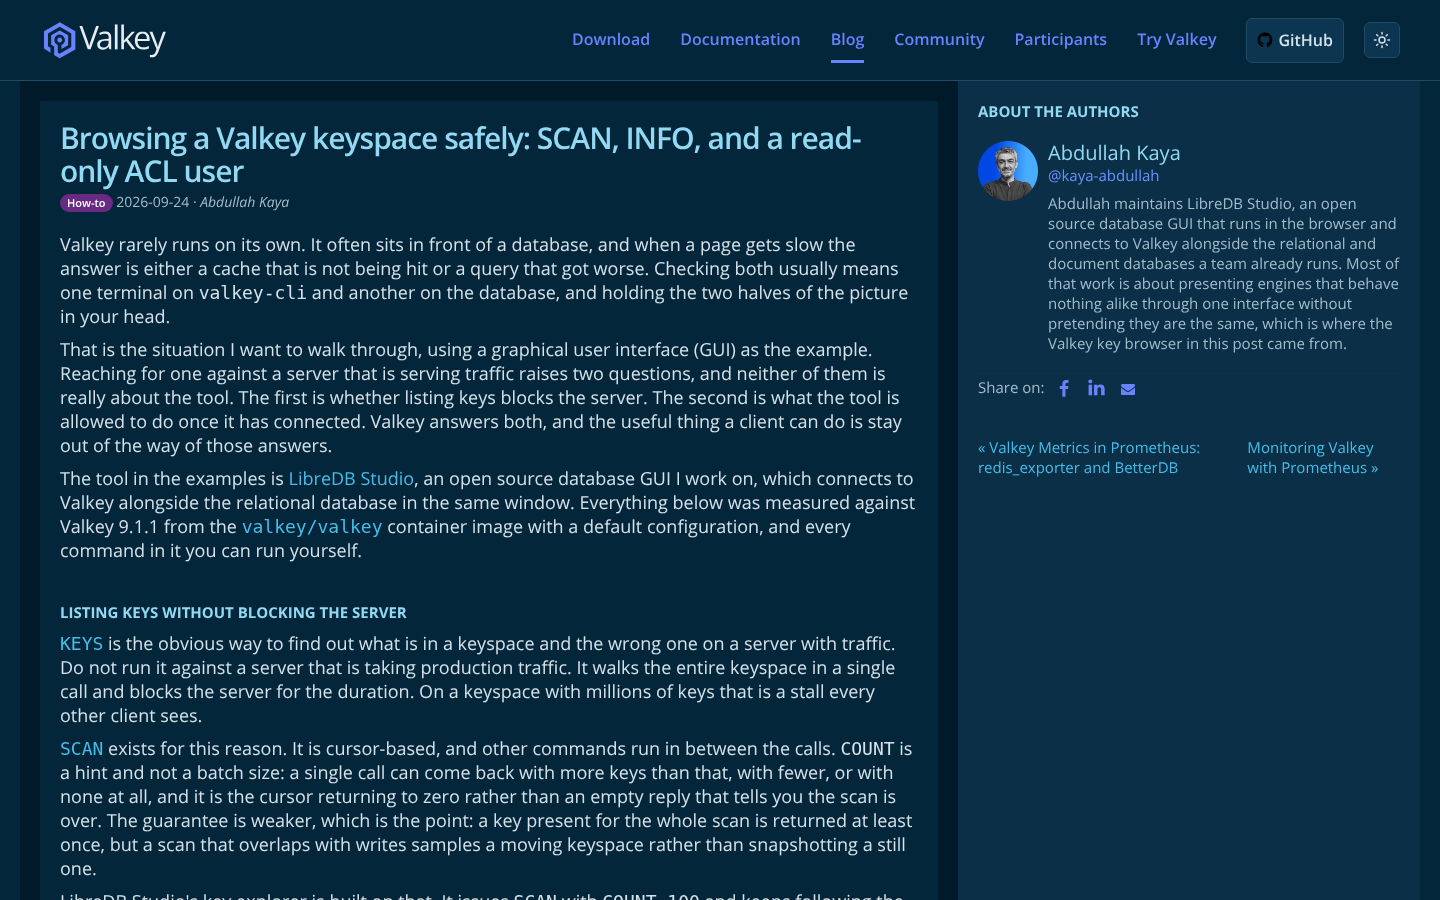 Valkey
Download
Documentation
Blog
Community
Participants
Try Valkey
GitHub
Browsing a Valkey keyspace safely: SCAN, INFO, and a read-
only ACL user
How-to 2026-09-24 · Abdullah Kaya
Valkey rarely runs on its own. It often sits in front of a database, and when a page gets slow the
answer is either a cache that is not being hit or a query that got worse. Checking both usually means
one terminal on valkey-cli and another on the database, and holding the two halves of the picture
in your head.
That is the situation I want to walk through, using a graphical user interface (GUI) as the example.
Reaching for one against a server that is serving traffic raises two questions, and neither of them is
really about the tool. The first is whether listing keys blocks the server. The second is what the tool is
allowed to do once it has connected. Valkey answers both, and the useful thing a client can do is stay
out of the way of those answers.
The tool in the examples is LibreDB Studio, an open source database GUI I work on, which connects to
Valkey alongside the relational database in the same window. Everything below was measured against
Valkey 9.1.1 from the valkey/valkey container image with a default configuration, and every
command in it you can run yourself.
LISTING KEYS WITHOUT BLOCKING THE SERVER
KEYS is the obvious way to find out what is in a keyspace and the wrong one on a server with traffic.
Do not run it against a server that is taking production traffic. It walks the entire keyspace in a single
call and blocks the server for the duration. On a keyspace with millions of keys that is a stall every
other client sees.
SCAN exists for this reason. It is cursor-based, and other commands run in between the calls. COUNT is
a hint and not a batch size: a single call can come back with more keys than that, with fewer, or with
none at all, and it is the cursor returning to zero rather than an empty reply that tells you the scan is
over. The guarantee is weaker, which is the point: a key present for the whole scan is returned at least
once, but a scan that overlaps with writes samples a moving keyspace rather than snapshotting a still
one.
LibreDB Studio's key explorer is built on that. It issues SCAN with COUNT 100 and keeps following the
ABOUT THE AUTHORS
Abdullah Kaya
@kaya-abdullah
Abdullah maintains LibreDB Studio, an open
source database GUI that runs in the browser and
connects to Valkey alongside the relational and
document databases a team already runs. Most of
that work is about presenting engines that behave
nothing alike through one interface without
pretending they are the same, which is where the
Valkey key browser in this post came from.
Share on:
« Valkey Metrics in Prometheus:
redis_exporter and BetterDB
Monitoring Valkey
with Prometheus »